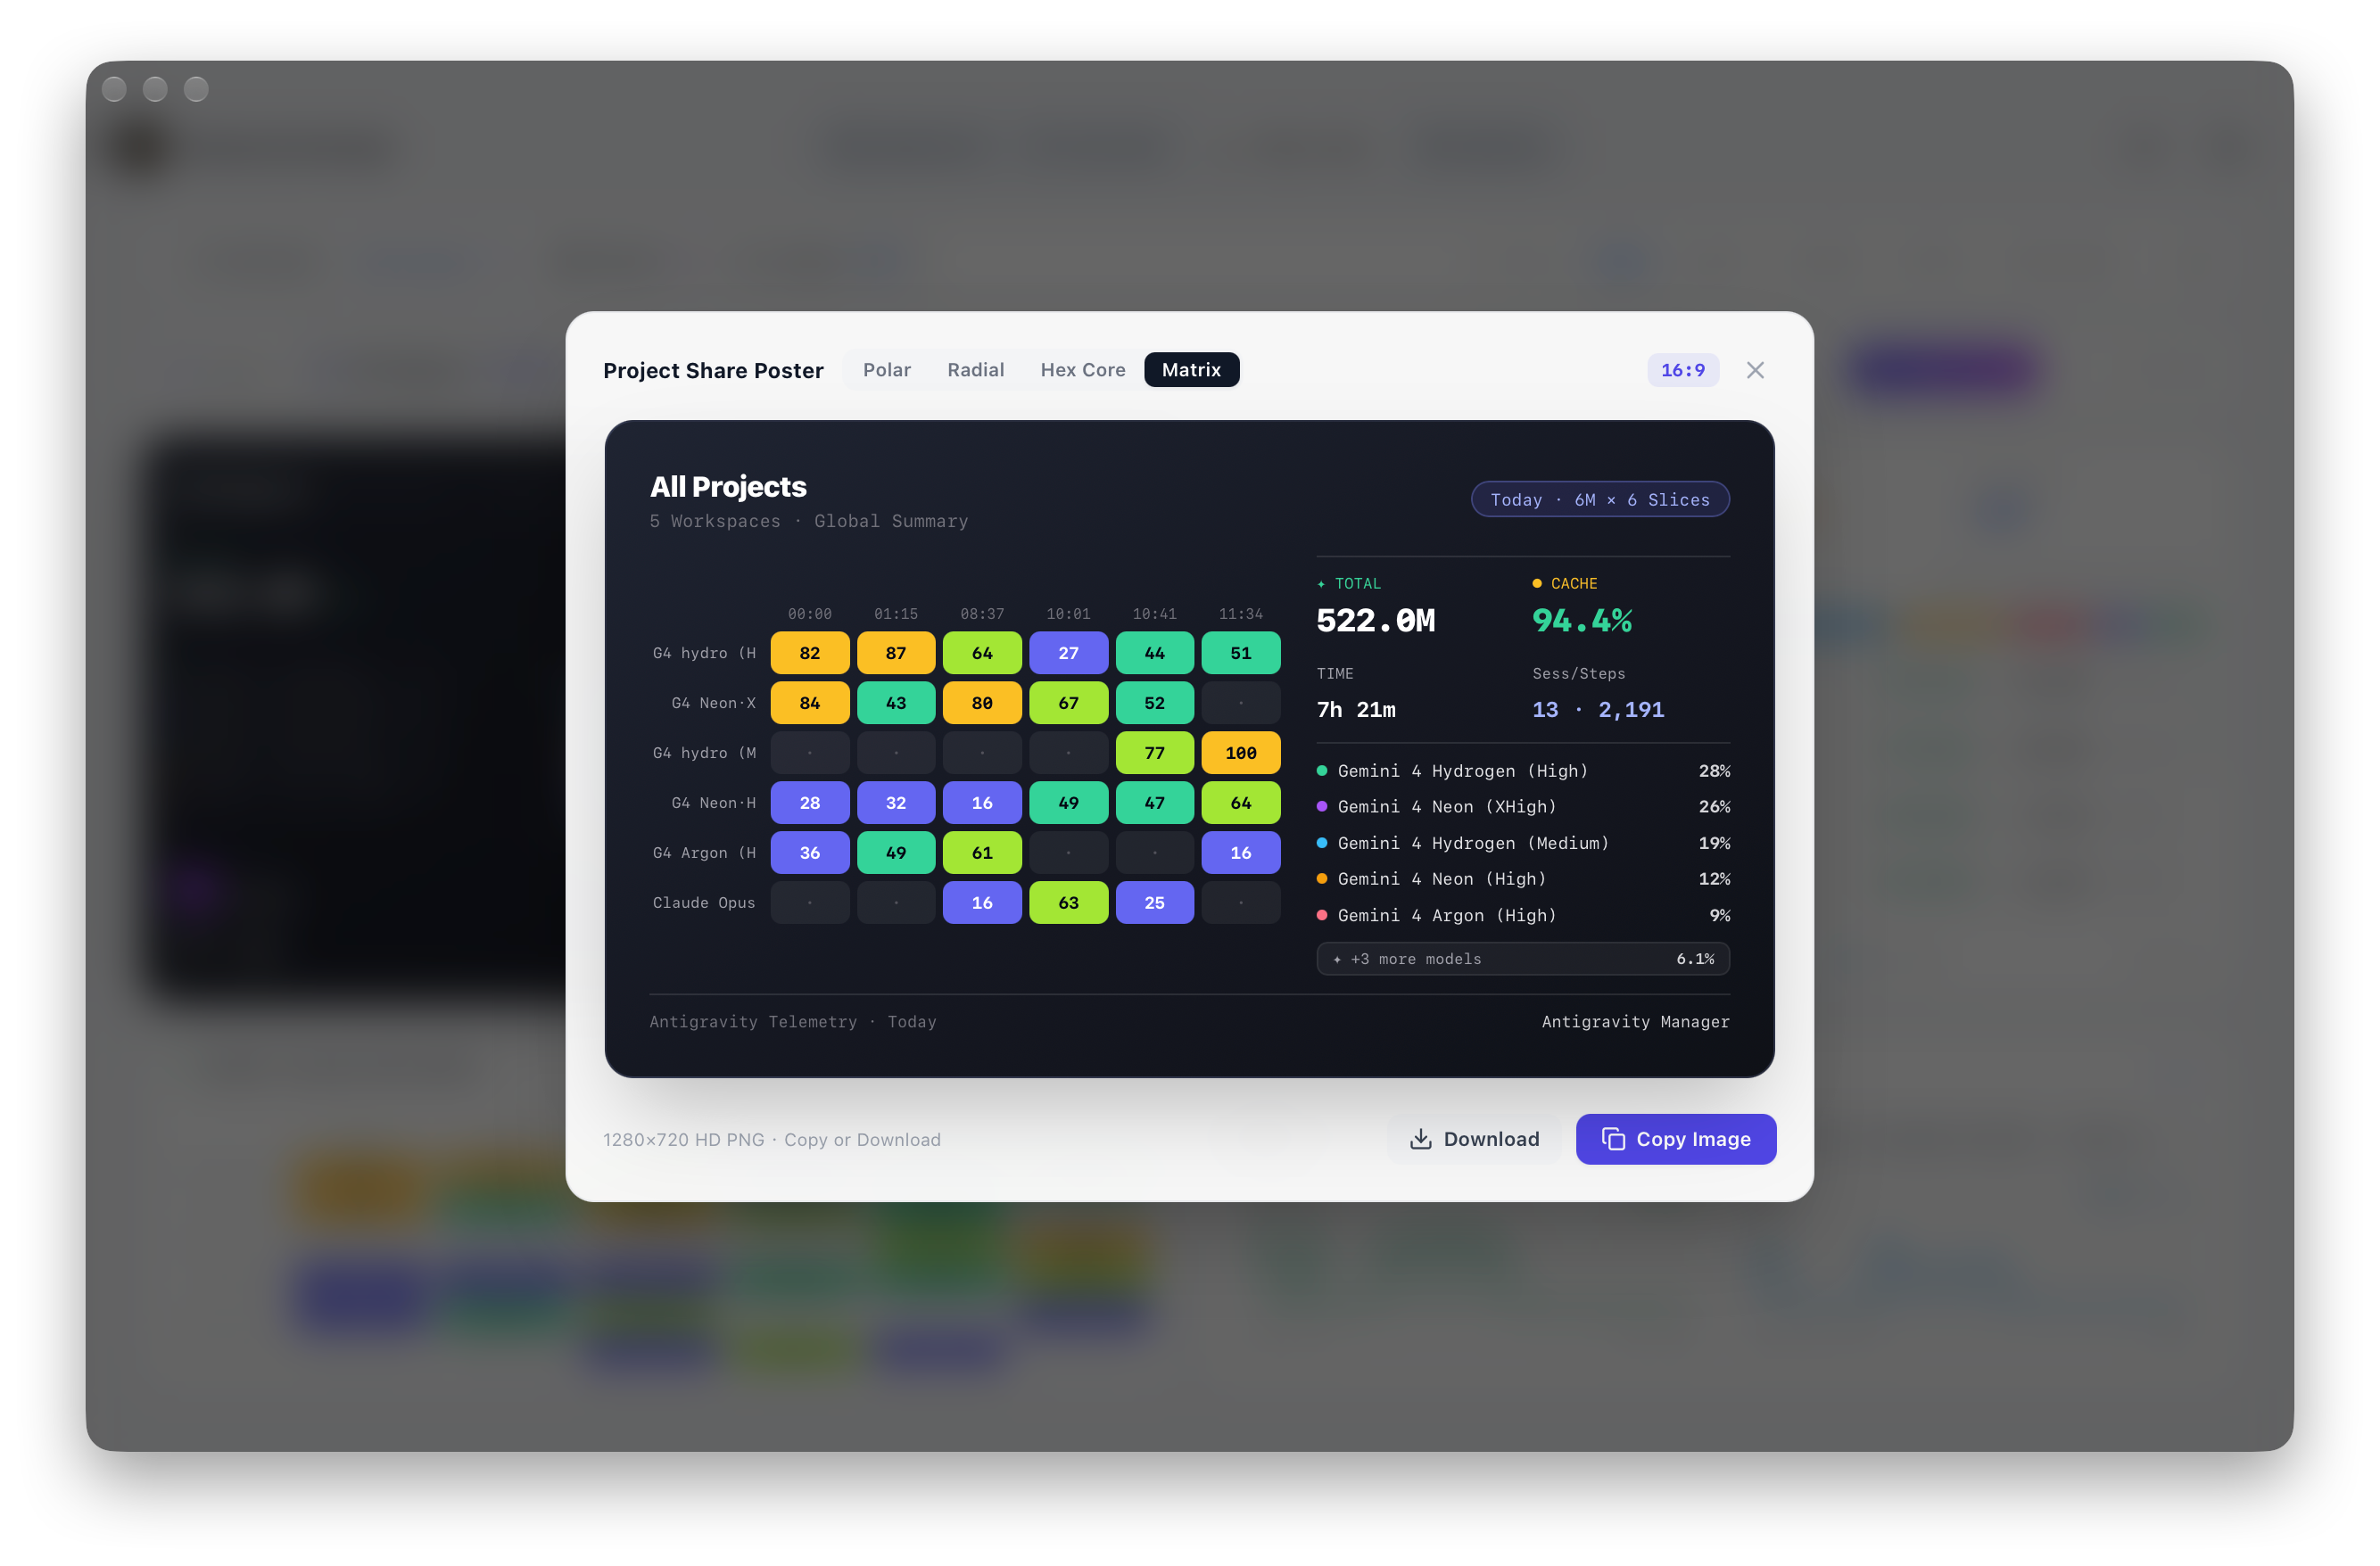 Project Share Poster Polar Radial Hex Core Matrix 16:9
All Projects
5 Workspaces · Global Summary
Today · 6M × 6 Slices
00:00 01:15 08:37 10:01 10:41 11:34
G4 hydro (H 82 87 64 27 44 51
G4 Neon·X 84 43 80 67 52 ·
G4 hydro (M · · · · 77 100
G4 Neon·H 28 32 16 49 47 64
G4 Argon (H 36 49 61 · · 16
Claude Opus · · 16 63 25 ·
✦ TOTAL CACHE
522.0M 94.4%
TIME Sess/Steps
7h 21m 13 · 2,191
Gemini 4 Hydrogen (High) 28%
Gemini 4 Neon (XHigh) 26%
Gemini 4 Hydrogen (Medium) 19%
Gemini 4 Neon (High) 12%
Gemini 4 Argon (High) 9%
✦ +3 more models 6.1%
Antigravity Telemetry · Today Antigravity Manager
1280×720 HD PNG · Copy or Download Download Copy Image